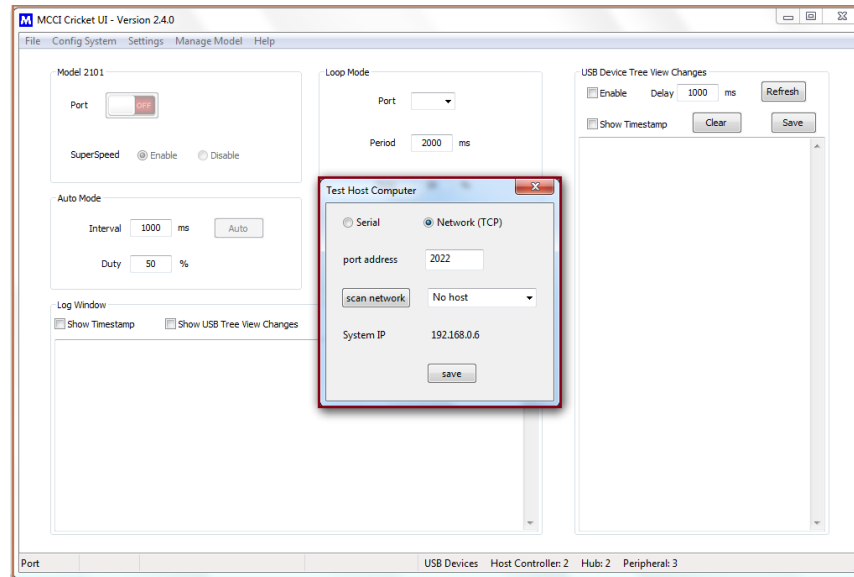 M MCCI Cricket UI - Version 2.4.0
File Config System Settings Manage Model Help
Model 2101
Port OFF
SuperSpeed Enable Disable
Auto Mode
Interval 1000 ms Auto
Duty 50 %
Loop Mode
Port
Period 2000 ms
%
USB Device Tree View Changes
Enable Delay 1000 ms Refresh
Show Timestamp Clear Save
Log Window
Show Timestamp Show USB Tree View Changes
Test Host Computer
Serial Network (TCP)
port address 2022
scan network No host
System IP 192.168.0.6
save
Port USB Devices Host Controller: 2 Hub: 2 Peripheral: 3